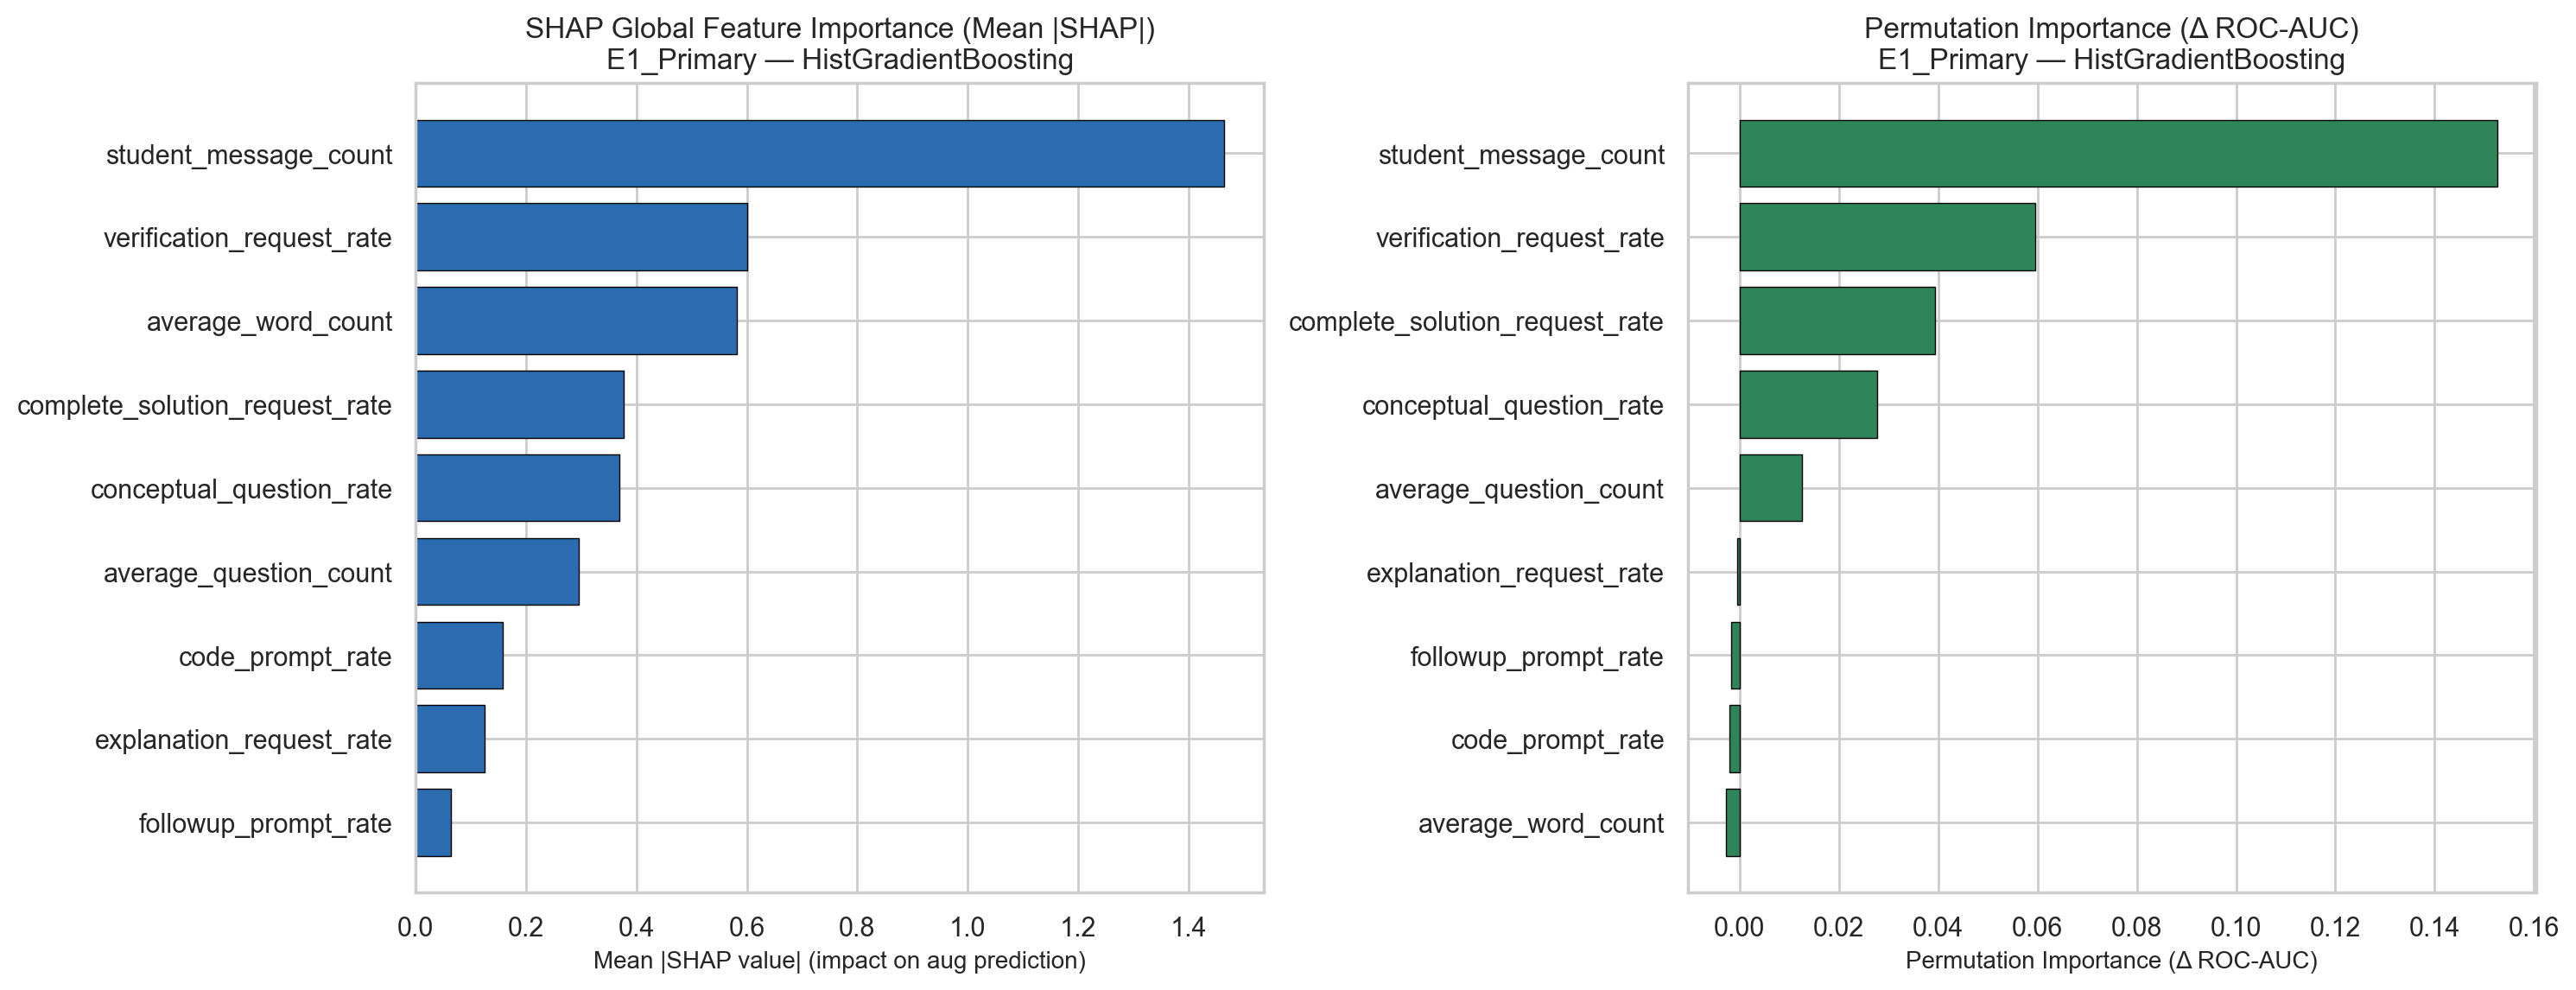 SHAP Global Feature Importance (Mean |SHAP|)
E1_Primary — HistGradientBoosting
student_message_count
verification_request_rate
average_word_count
complete_solution_request_rate
conceptual_question_rate
average_question_count
code_prompt_rate
explanation_request_rate
followup_prompt_rate
0.0 0.2 0.4 0.6 0.8 1.0 1.2 1.4
Mean |SHAP value| (impact on aug prediction)
Permutation Importance (Δ ROC-AUC)
E1_Primary — HistGradientBoosting
student_message_count
verification_request_rate
complete_solution_request_rate
conceptual_question_rate
average_question_count
explanation_request_rate
followup_prompt_rate
code_prompt_rate
average_word_count
0.00 0.02 0.04 0.06 0.08 0.10 0.12 0.14 0.16
Permutation Importance (Δ ROC-AUC)